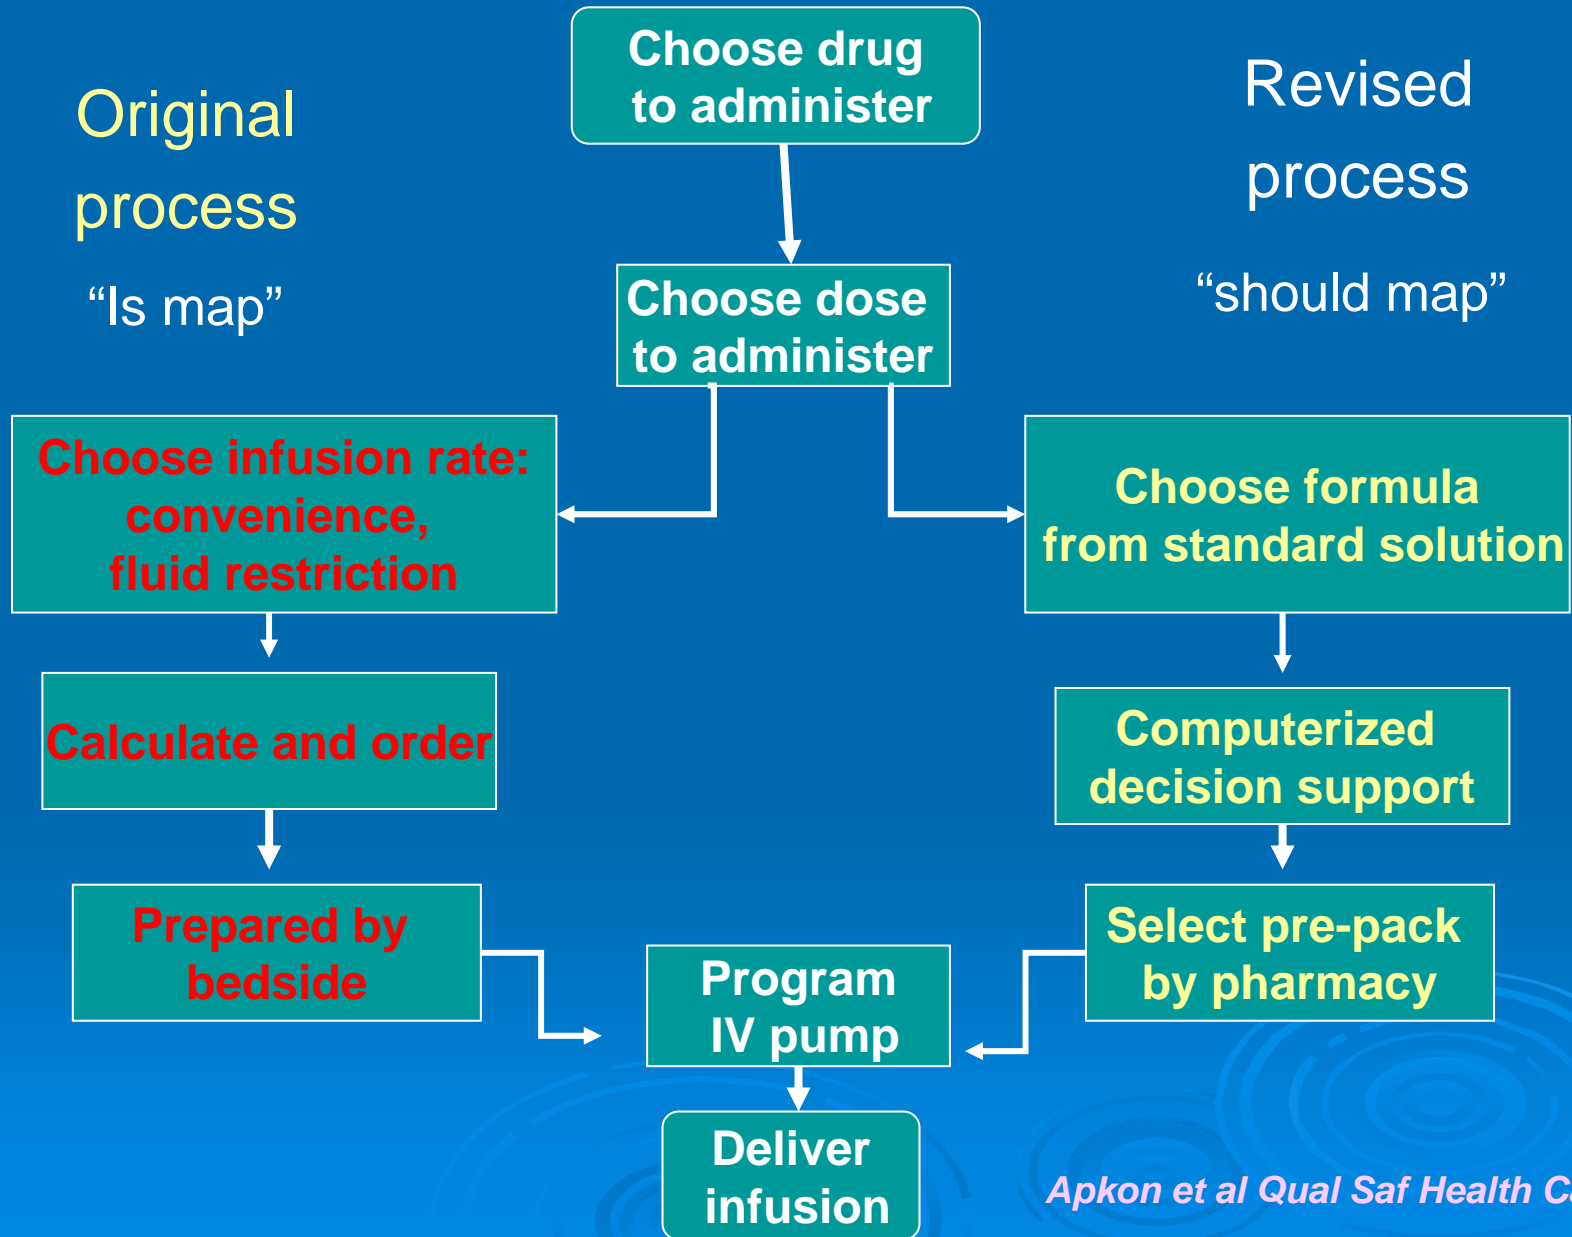 Choose drug
to administer
Original
process
“Is map”
Revised
process
“should map”
Choose dose
to administer
Choose infusion rate:
convenience,
fluid restriction
Calculate and order
Prepared by
bedside
Choose formula
from standard solution
Computerized
decision support
Select pre-pack
by pharmacy
Program
IV pump
Deliver
infusion
Apkon et al Qual Saf Health